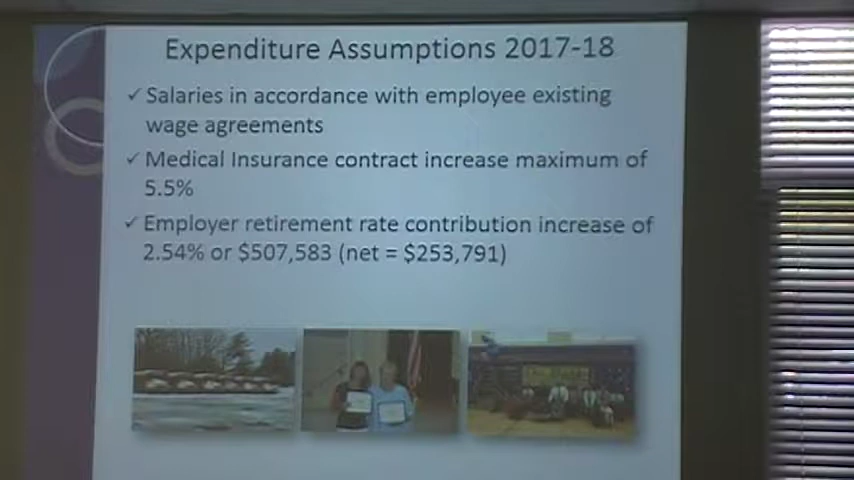 Expenditure Assumptions 2017-18
✓ Salaries in accordance with employee existing
wage agreements
✓ Medical Insurance contract increase maximum of
5.5%
✓ Employer retirement rate contribution increase of
2.54% or $507,583 (net = $253,791)